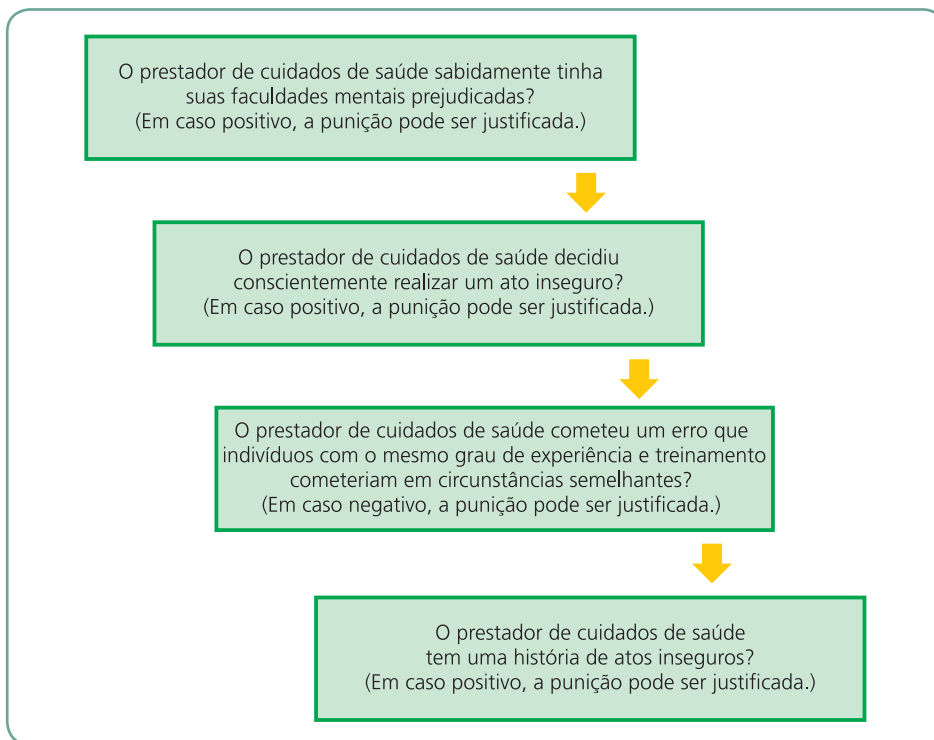 O prestador de cuidados de saúde sabidamente tinha
suas faculdades mentais prejudicadas?
(Em caso positivo, a punição pode ser justificada.)
O prestador de cuidados de saúde decidiu
conscientemente realizar um ato inseguro?
(Em caso positivo, a punição pode ser justificada.)
O prestador de cuidados de saúde cometeu um erro que
indivíduos com o mesmo grau de experiência e treinamento
cometeriam em circunstâncias semelhantes?
(Em caso negativo, a punição pode ser justificada.)
O prestador de cuidados de saúde
tem uma história de atos inseguros?
(Em caso positivo, a punição pode ser justificada.)